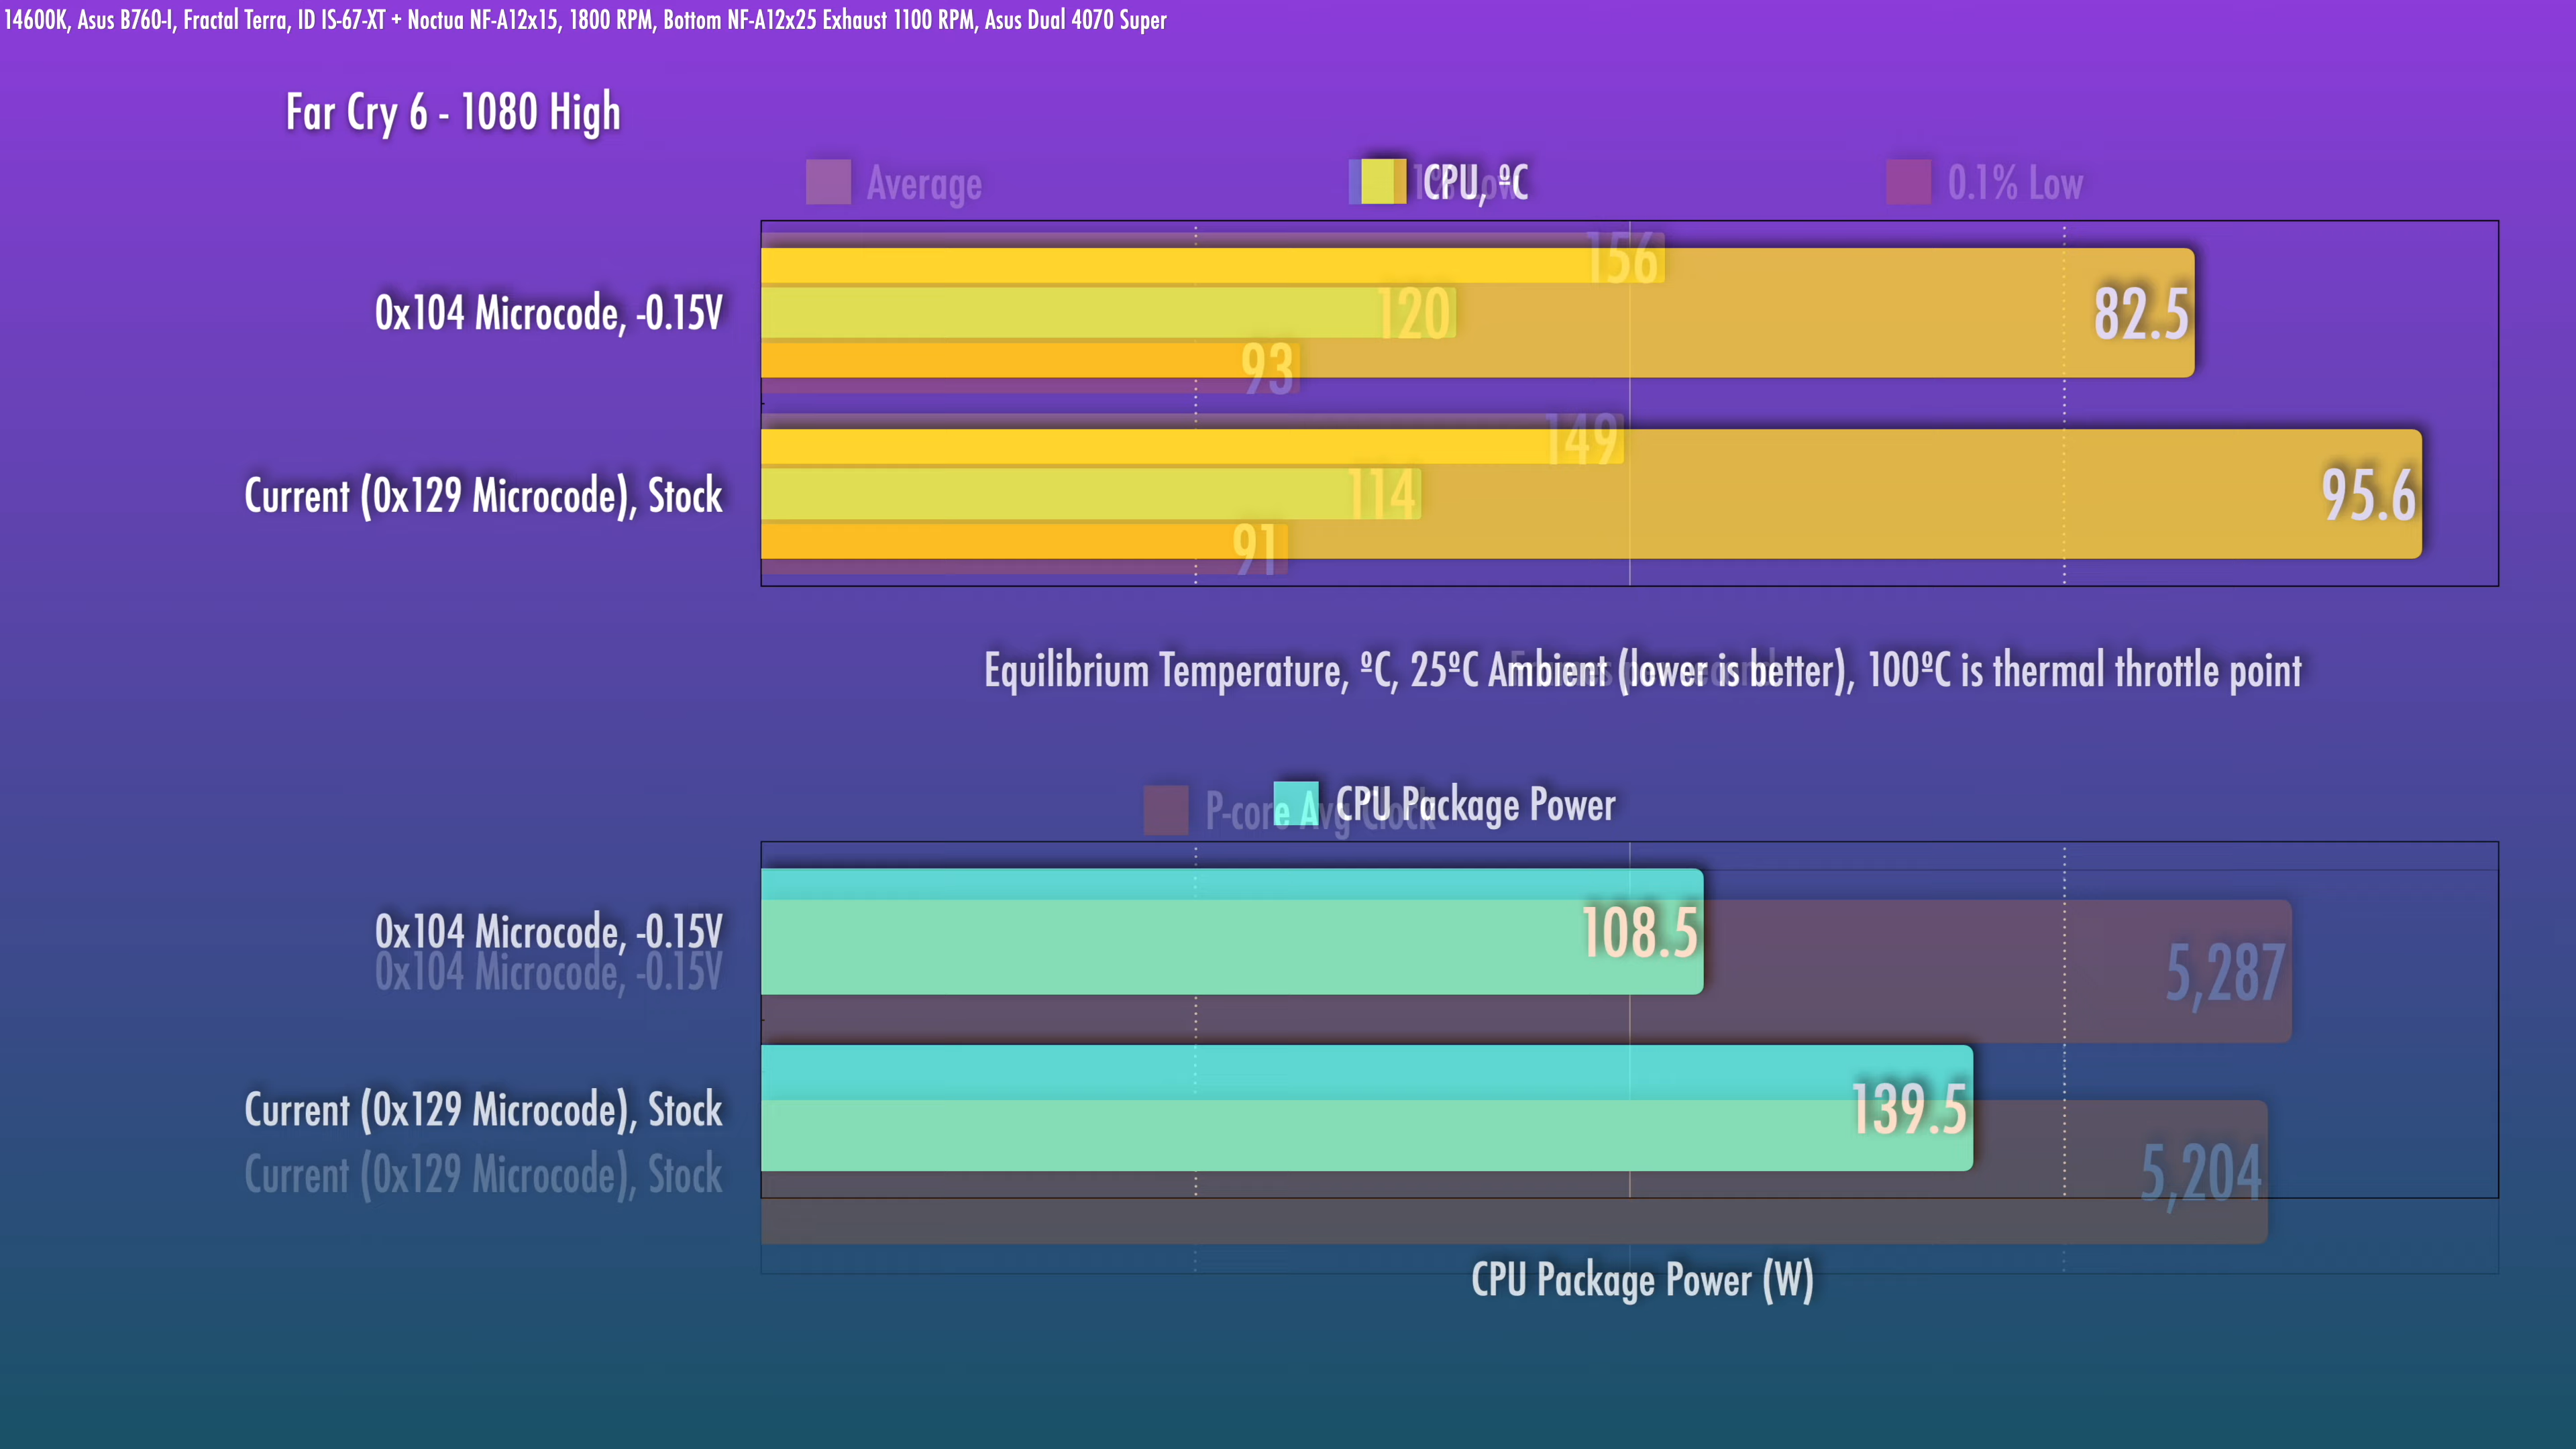 14600K, Asus B760-I, Fractal Terra, ID IS-67-XT + Noctua NF-A12x15, 1800 RPM, Bottom NF-A12x25 Exhaust 1100 RPM, Asus Dual 4070 Super
Far Cry 6 - 1080 High
Average
CPU, ºC
1% Low
0.1% Low
0x104 Microcode, -0.15V
156
120
93
82.5
Current (0x129 Microcode), Stock
149
114
91
95.6
Equilibrium Temperature, ºC, 25ºC Ambient (lower is better), 100ºC is thermal throttle point
P-core Avg Clock
CPU Package Power
0x104 Microcode, -0.15V
108.5
0x104 Microcode, -0.15V
5,287
Current (0x129 Microcode), Stock
139.5
Current (0x129 Microcode), Stock
5,204
CPU Package Power (W)